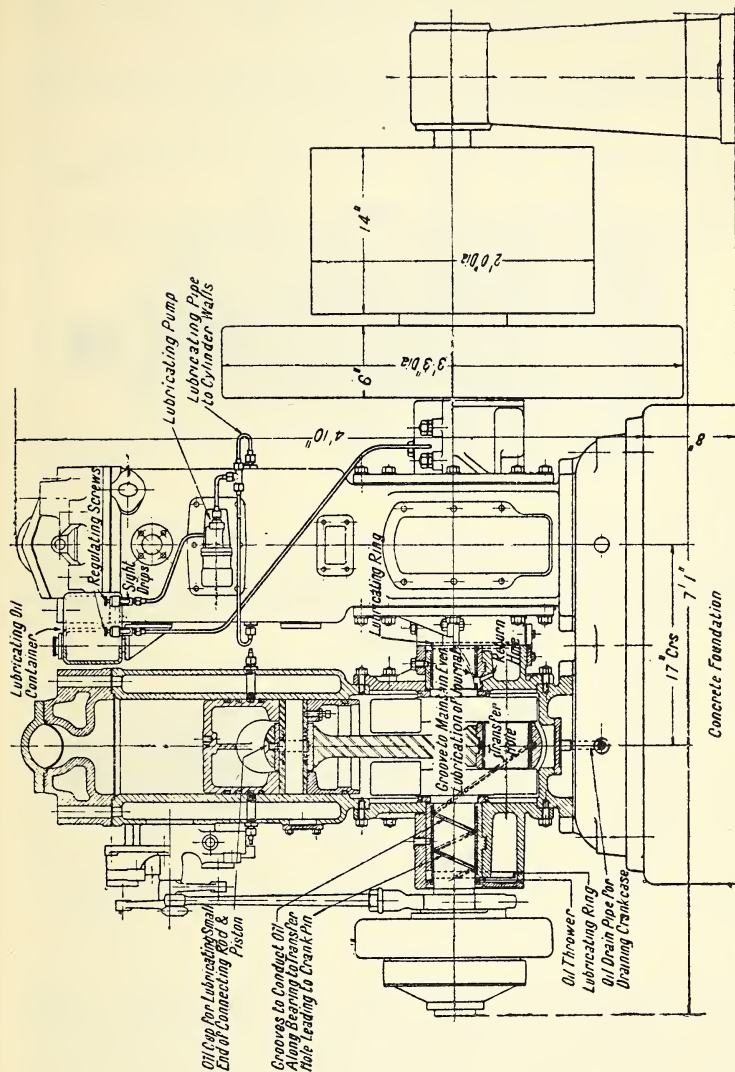 Lubricating Oil
Container
Regulating Screws
Sight
Drips
Lubricating Pump
Lubricating Pipe
to Cylinder Walls
4'10"
6"
3'3"Dia
14"
2'0"Dia
Oil Cap for Lubricating Small
End of Connecting Rod &
Piston
Grooves to Conduct Oil
Along Bearing to Transfer
Hole Leading to Crank Pin
Groove to Maintain Even
Lubrication of Journal
Lubricating Ring
Return
Hole
Transfer
Hole
Oil Thrower
Lubricating Ring
Oil Drain Pipe for
Draining Crankcase
17"Crs
7'1"
8"
Concrete Foundation